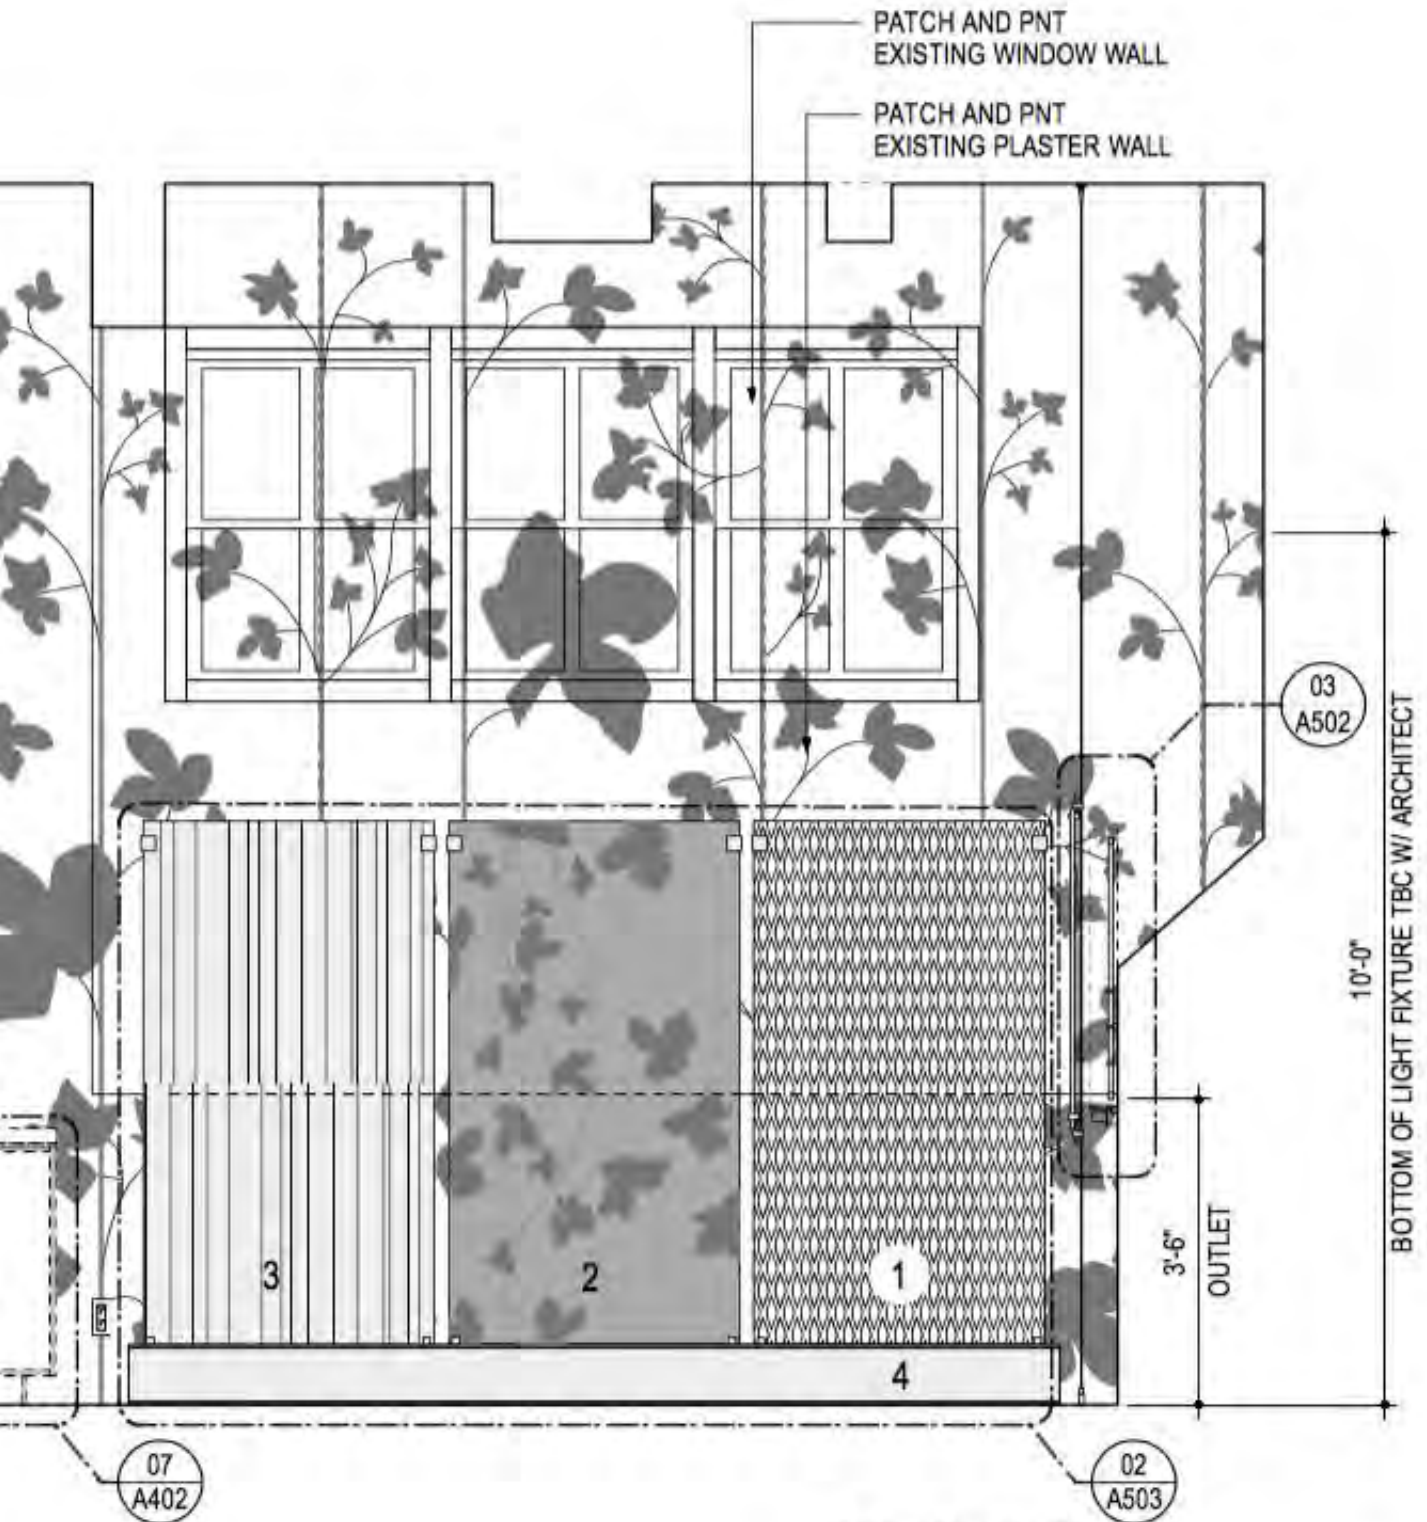 PATCH AND PNT
EXISTING WINDOW WALL
PATCH AND PNT
EXISTING PLASTER WALL
03
A502
BOTTOM OF LIGHT FIXTURE TBC W/ ARCHITECT
10'-0"
3'-6"
OUTLET
3
2
1
4
07
A402
02
A503